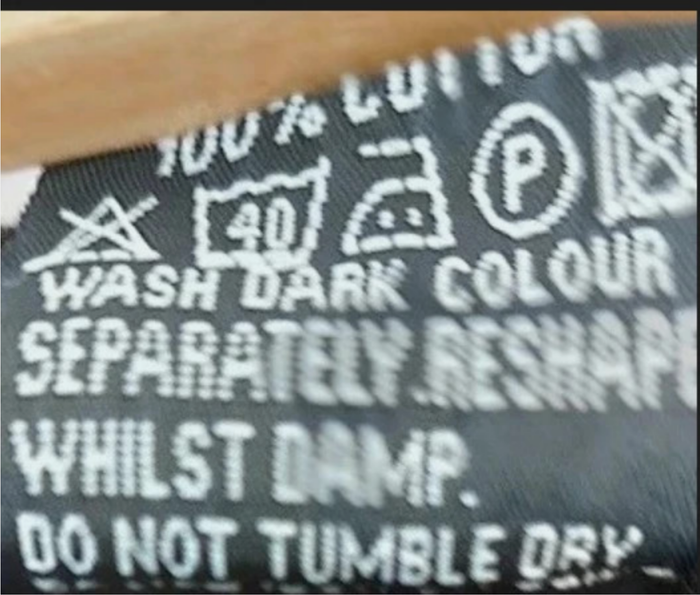 100% COTTON
40 P
WASH DARK COLOUR
SEPARATELY.RESHAPE
WHILST DAMP.
DO NOT TUMBLE DRY